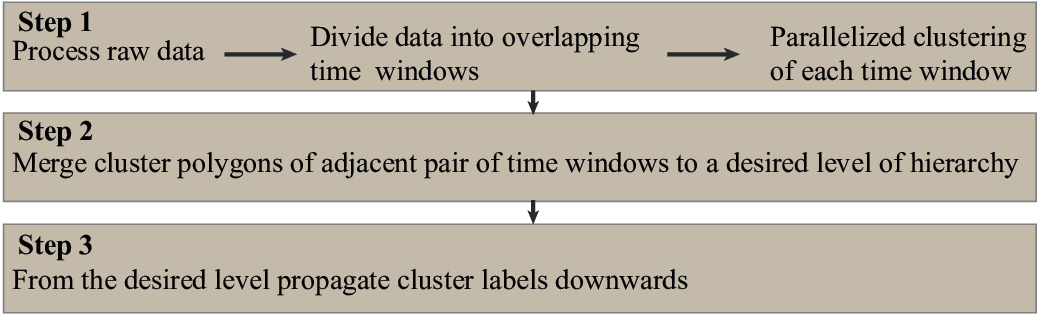 Step 1
Process raw data
Divide data into overlapping
time windows
Parallelized clustering
of each time window
Step 2
Merge cluster polygons of adjacent pair of time windows to a desired level of hierarchy
Step 3
From the desired level propagate cluster labels downwards